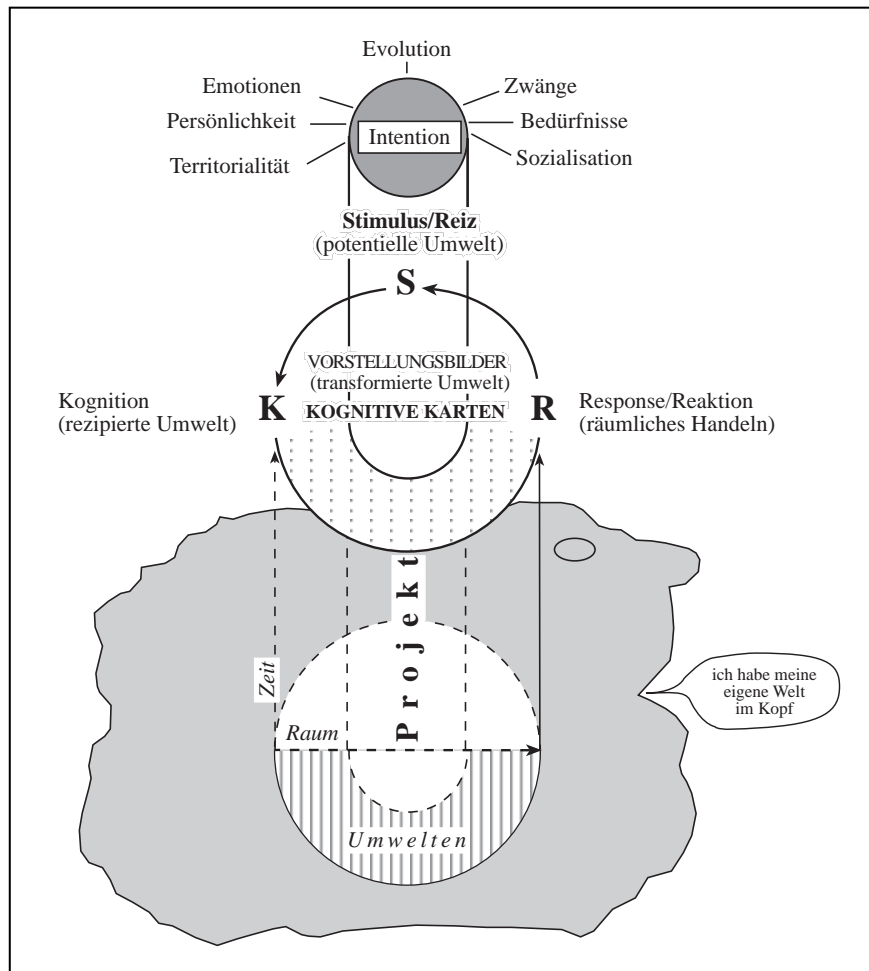 Evolution
Emotionen
Zwänge
Persönlichkeit
Intention
Bedürfnisse
Territorialität
Sozialisation
Stimulus/Reiz
(potentielle Umwelt)
S
VORSTELLUNGSBILDER
(transformierte Umwelt)
Kognition
(rezipierte Umwelt)
K
KOGNITIVE KARTEN
R
Response/Reaktion
(räumliches Handeln)
Projekt
Zeit
ich habe meine
eigene Welt
im Kopf
Raum
Umwelten